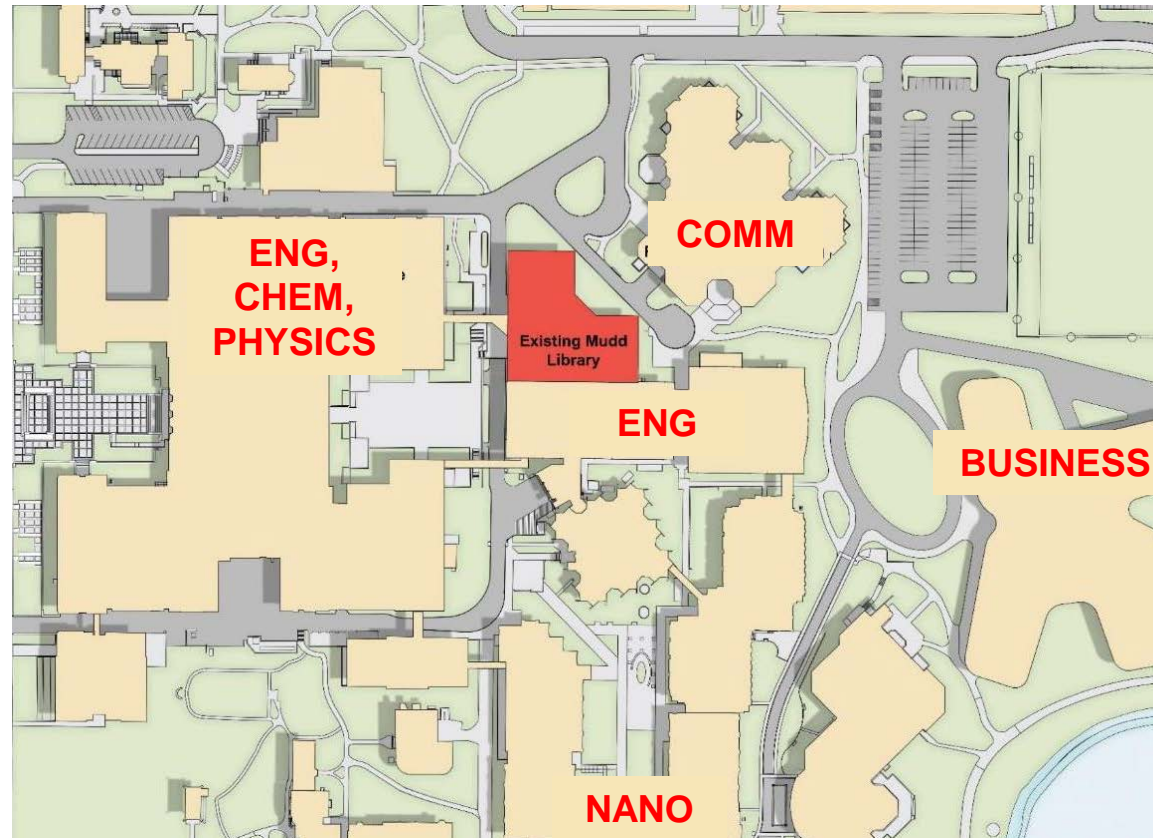 ENG,
CHEM,
PHYSICS
COMM
Existing Mudd
Library
ENG
BUSINESS
NANO